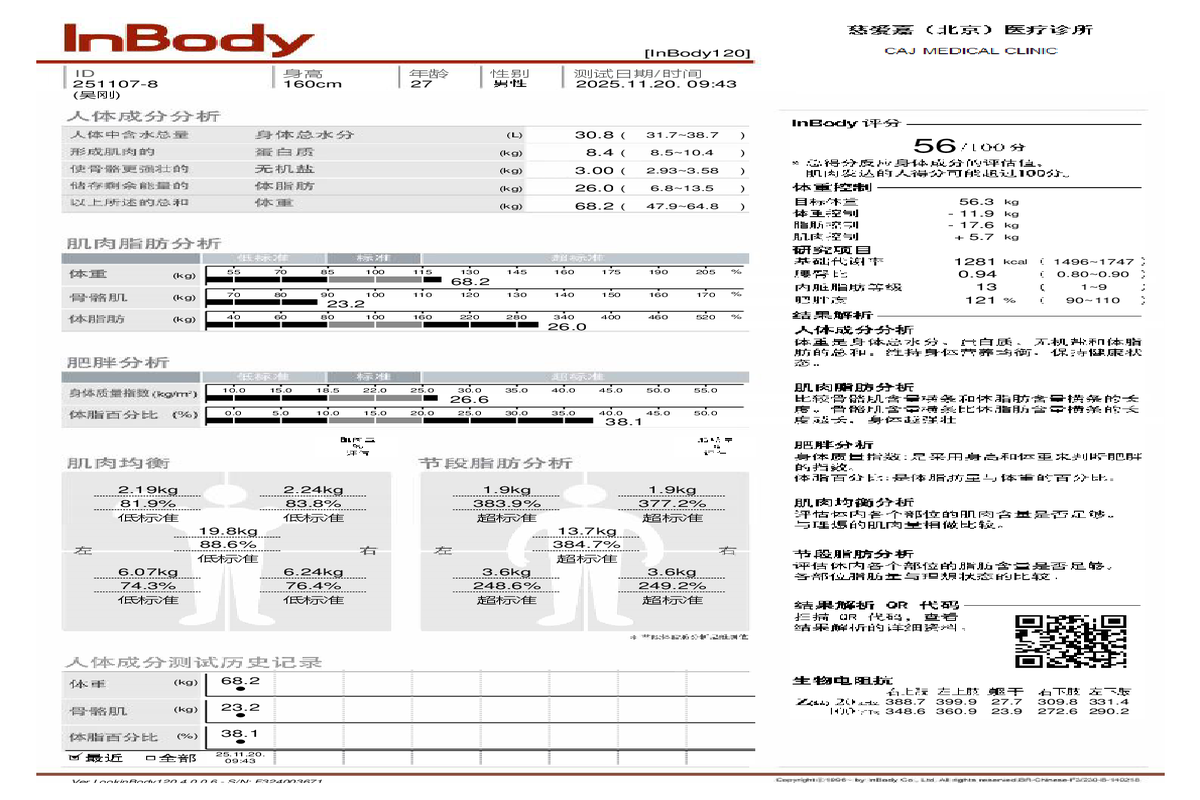 InBody
[InBody120]
慈爱嘉（北京）医疗诊所
CAJ MEDICAL CLINIC
ID 身高 年龄 性别 测试日期/时间
251107-8 160cm 27 男性 2025.11.20. 09:43
(吴刚)
人体成分分析
人体中含水总量 身体总水分 (L) 30.8 ( 31.7~38.7 )
形成肌肉的 蛋白质 (kg) 8.4 ( 8.5~10.4 )
使骨骼更强壮的 无机盐 (kg) 3.00 ( 2.93~3.58 )
储存剩余能量的 体脂肪 (kg) 26.0 ( 6.8~13.5 )
以上所述的总和 体重 (kg) 68.2 ( 47.9~64.8 )
肌肉脂肪分析
低标准 标准 超标准
体重 (kg) 55 70 85 100 115 130 145 160 175 190 205 %
68.2
骨骼肌 (kg) 70 80 90 100 110 120 130 140 150 160 170 %
23.2
体脂肪 (kg) 40 60 80 100 160 220 280 340 400 460 520 %
26.0
肥胖分析
低标准 标准 超标准
身体质量指数 (kg/m²) 10.0 15.0 18.5 22.0 25.0 30.0 35.0 40.0 45.0 50.0 55.0
26.6
体脂百分比 (%) 0.0 5.0 10.0 15.0 20.0 25.0 30.0 35.0 40.0 45.0 50.0
38.1
肌肉均衡
2.19kg 2.24kg
81.9% 83.8%
低标准 低标准
19.8kg
88.6%
低标准
左 右
6.07kg 6.24kg
74.3% 76.4%
低标准 低标准
节段脂肪分析
1.9kg 1.9kg
383.9% 377.2%
超标准 超标准
13.7kg
384.7%
超标准
左 右
3.6kg 3.6kg
248.6% 249.2%
超标准 超标准
人体成分测试历史记录
体重 (kg) 68.2
骨骼肌 (kg) 23.2
体脂百分比 (%) 38.1
最近 全部 25.11.20. 09:43
Ver.LookinBody120.4.0.0.6 - S/N: F324003671
InBody 评分
56/100 分
* 总得分反应身体成分的评估值。
肌肉发达的人得分可能超过100分。
体重控制
目标体重 56.3 kg
体重控制 - 11.9 kg
脂肪控制 - 17.6 kg
肌肉控制 + 5.7 kg
研究项目
基础代谢率 1281 kcal ( 1496~1747 )
腰臀比 0.94 ( 0.80~0.90 )
内脏脂肪等级 13 ( 1~9 )
肥胖度 121 % ( 90~110 )
结果解析
人体成分分析
体重是身体总水分、蛋白质、无机盐和体脂
肪的总和。维持身体营养均衡，保持健康状
态。
肌肉脂肪分析
比较骨骼肌含量横条和体脂肪含量横条的长
度。骨骼肌含量横条比体脂肪含量横条的长
度越长，身体越强壮
肥胖分析
身体质量指数:是采用身高和体重来判断肥胖
的指数。
体脂百分比:是体脂肪量与体重的百分比。
肌肉均衡分析
评估体内各个部位的肌肉含量是否足够。
与理想的肌肉量相做比较。
节段脂肪分析
评估体内各个部位的脂肪含量是否足够。
各部位脂肪量与理想状态的比较.
结果解析 QR 代码
扫描 QR 代码，查看
结果解析的详细资料。
生物电阻抗
右上肢 左上肢 躯干 右下肢 左下肢
20 388.7 399.9 27.7 309.8 331.4
100 348.6 360.9 23.9 272.6 290.2